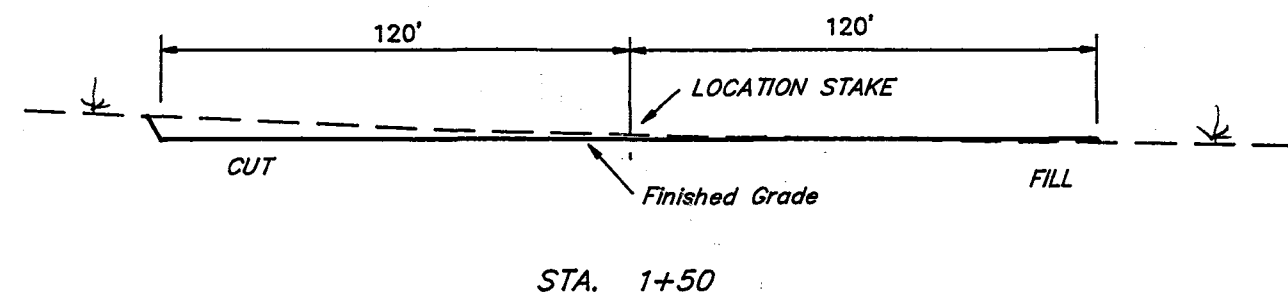 120'
120'
LOCATION STAKE
CUT
FILL
Finished Grade
STA. 1+50